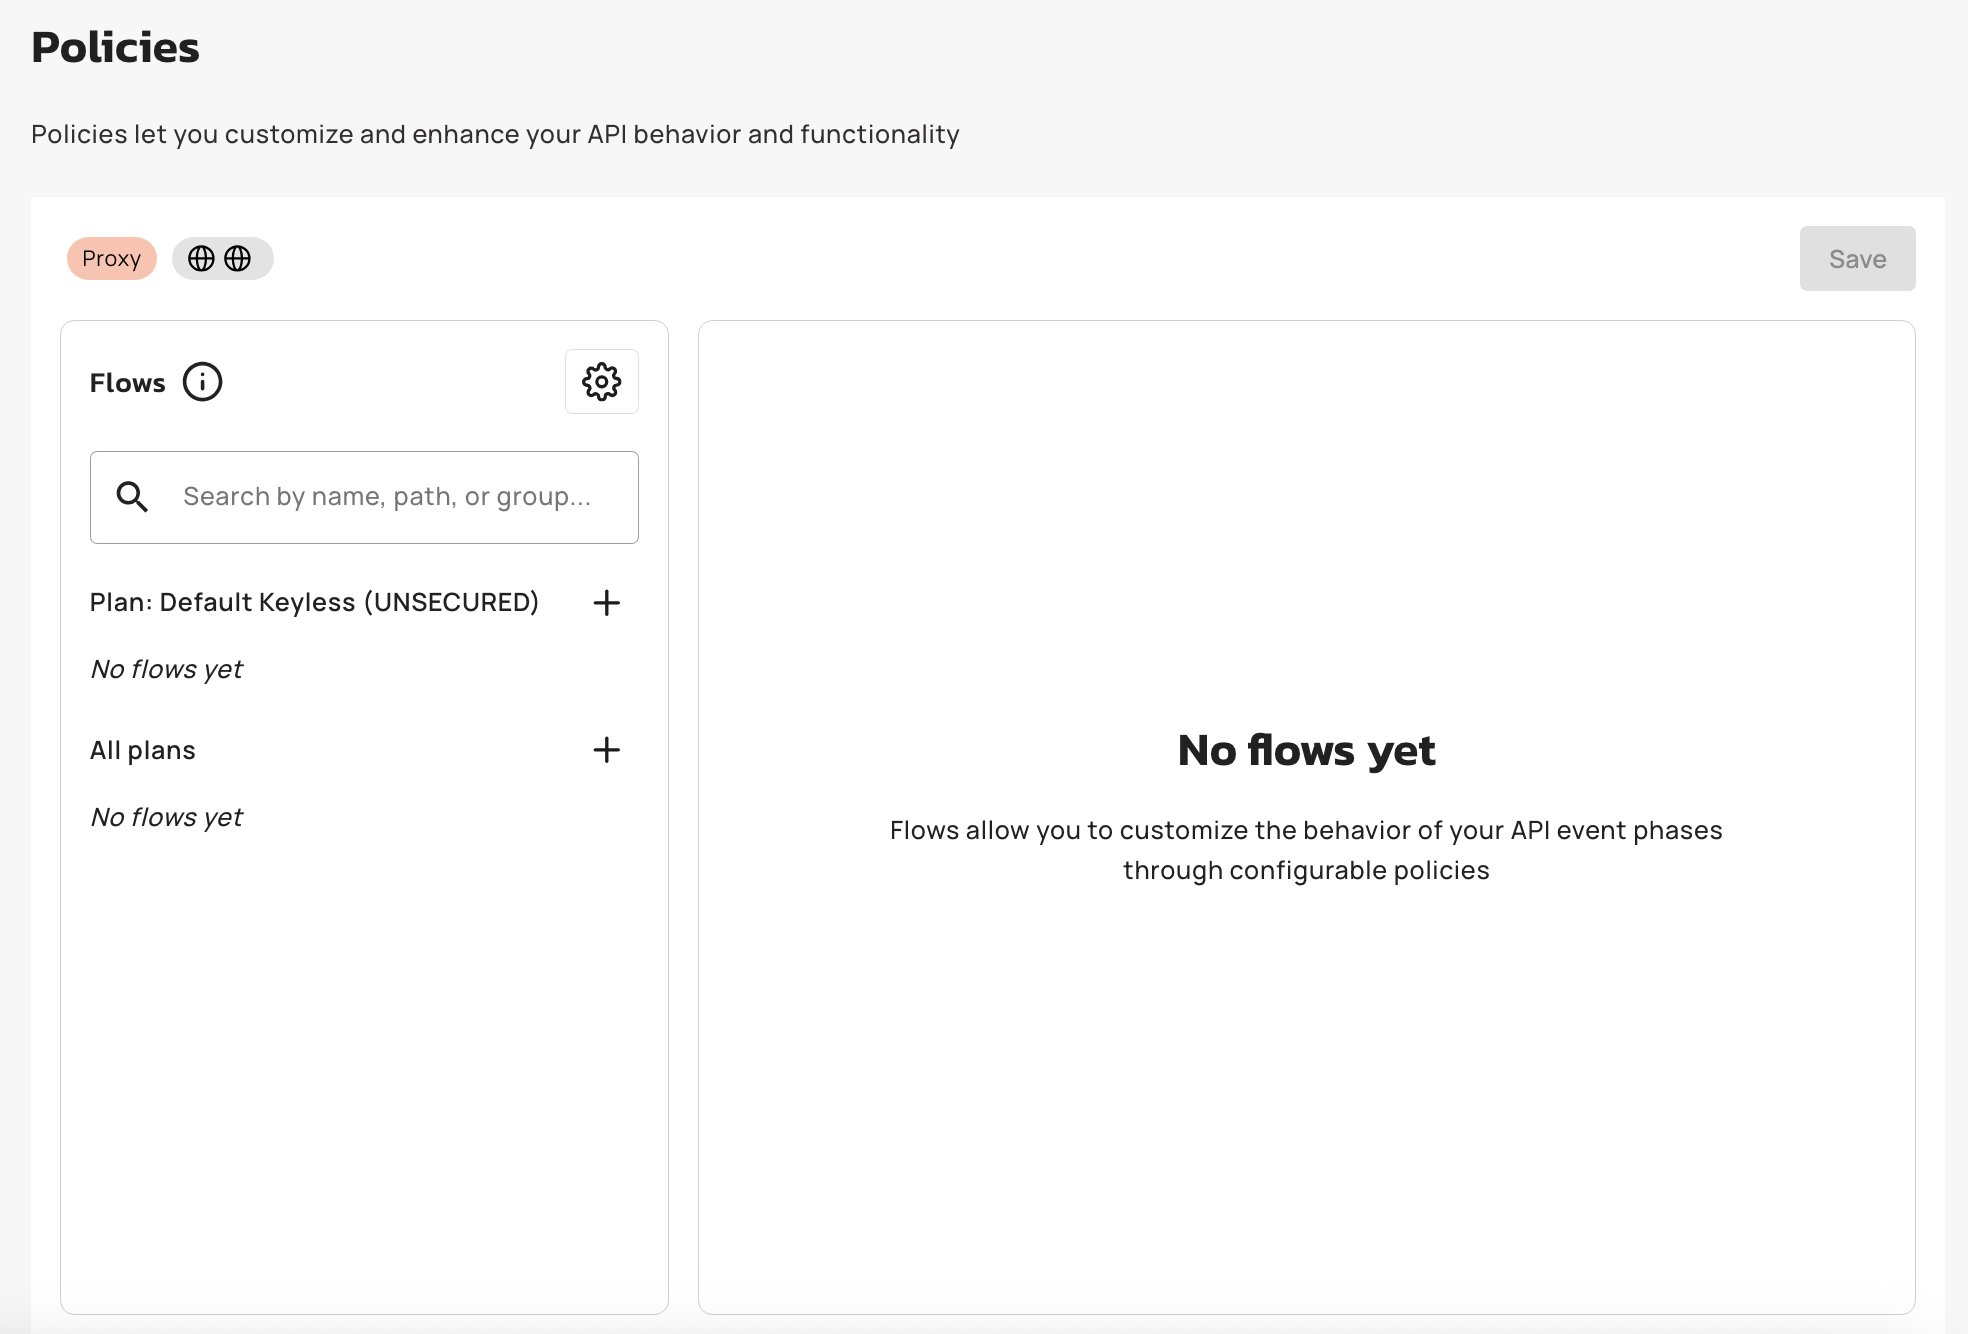 Policies
Policies let you customize and enhance your API behavior and functionality
Proxy
Save
Flows
Search by name, path, or group...
Plan: Default Keyless (UNSECURED)
No flows yet
All plans
No flows yet
No flows yet
Flows allow you to customize the behavior of your API event phases
through configurable policies